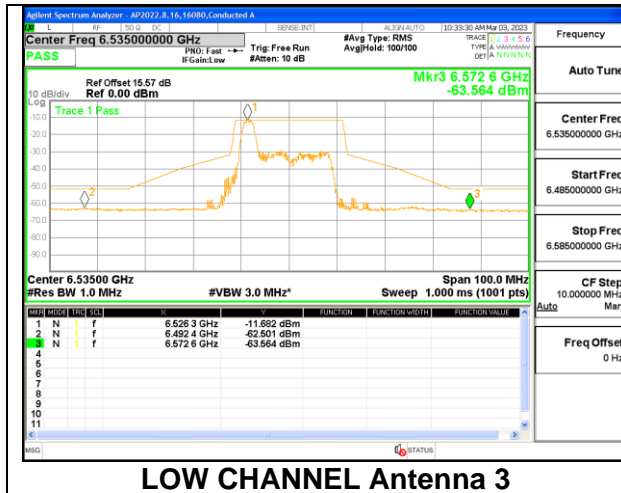 Agilent Spectrum Analyzer - AP2022.8.16,16080,Conducted A
L RF 50 Ω DC SENSE:INT ALIGN AUTO 10:33:30 AM Mar 03, 2023
Center Freq 6.535000000 GHz
PASS
PNO: Fast
IFGain:Low
Trig: Free Run
#Atten: 10 dB
#Avg Type: RMS
Avg|Hold: 100/100
TRACE 1 2 3 4 5 6
TYPE A WWWWW
DET A N N N N N
Frequency
Auto Tune
Center Freq
6.535000000 GHz
Start Freq
6.485000000 GHz
Stop Freq
6.585000000 GHz
CF Step
10.000000 MHz
Auto Man
Freq Offset
0 Hz
Ref Offset 15.57 dB
10 dB/div Ref 0.00 dBm
Log
Mkr3 6.572 6 GHz
-63.564 dBm
Trace 1 Pass
1
2
3
-10.0
-20.0
-30.0
-40.0
-50.0
-60.0
-70.0
-80.0
-90.0
Center 6.53500 GHz Span 100.0 MHz
#Res BW 1.0 MHz #VBW 3.0 MHz* Sweep 1.000 ms (1001 pts)
MKR MODE TRC SCL X Y FUNCTION FUNCTION WIDTH FUNCTION VALUE
1 N 1 f 6.526 3 GHz -11.682 dBm
2 N 1 f 6.492 4 GHz -62.501 dBm
3 N 1 f 6.572 6 GHz -63.564 dBm
4
5
6
7
8
9
10
11
MSG STATUS
LOW CHANNEL Antenna 3